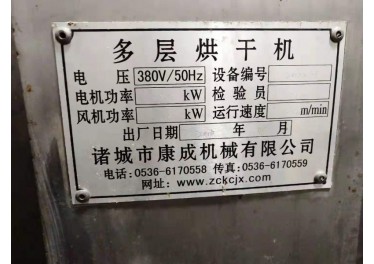 多层烘干机
电压 380V/50Hz 设备编号
电机功率 kW 检验员
风机功率 kW 运行速度 m/min
出厂日期 年 月
诸城市康成机械有限公司
电话:0536-6170558 传真:0536-6170559
网址:www.zckcjx.com